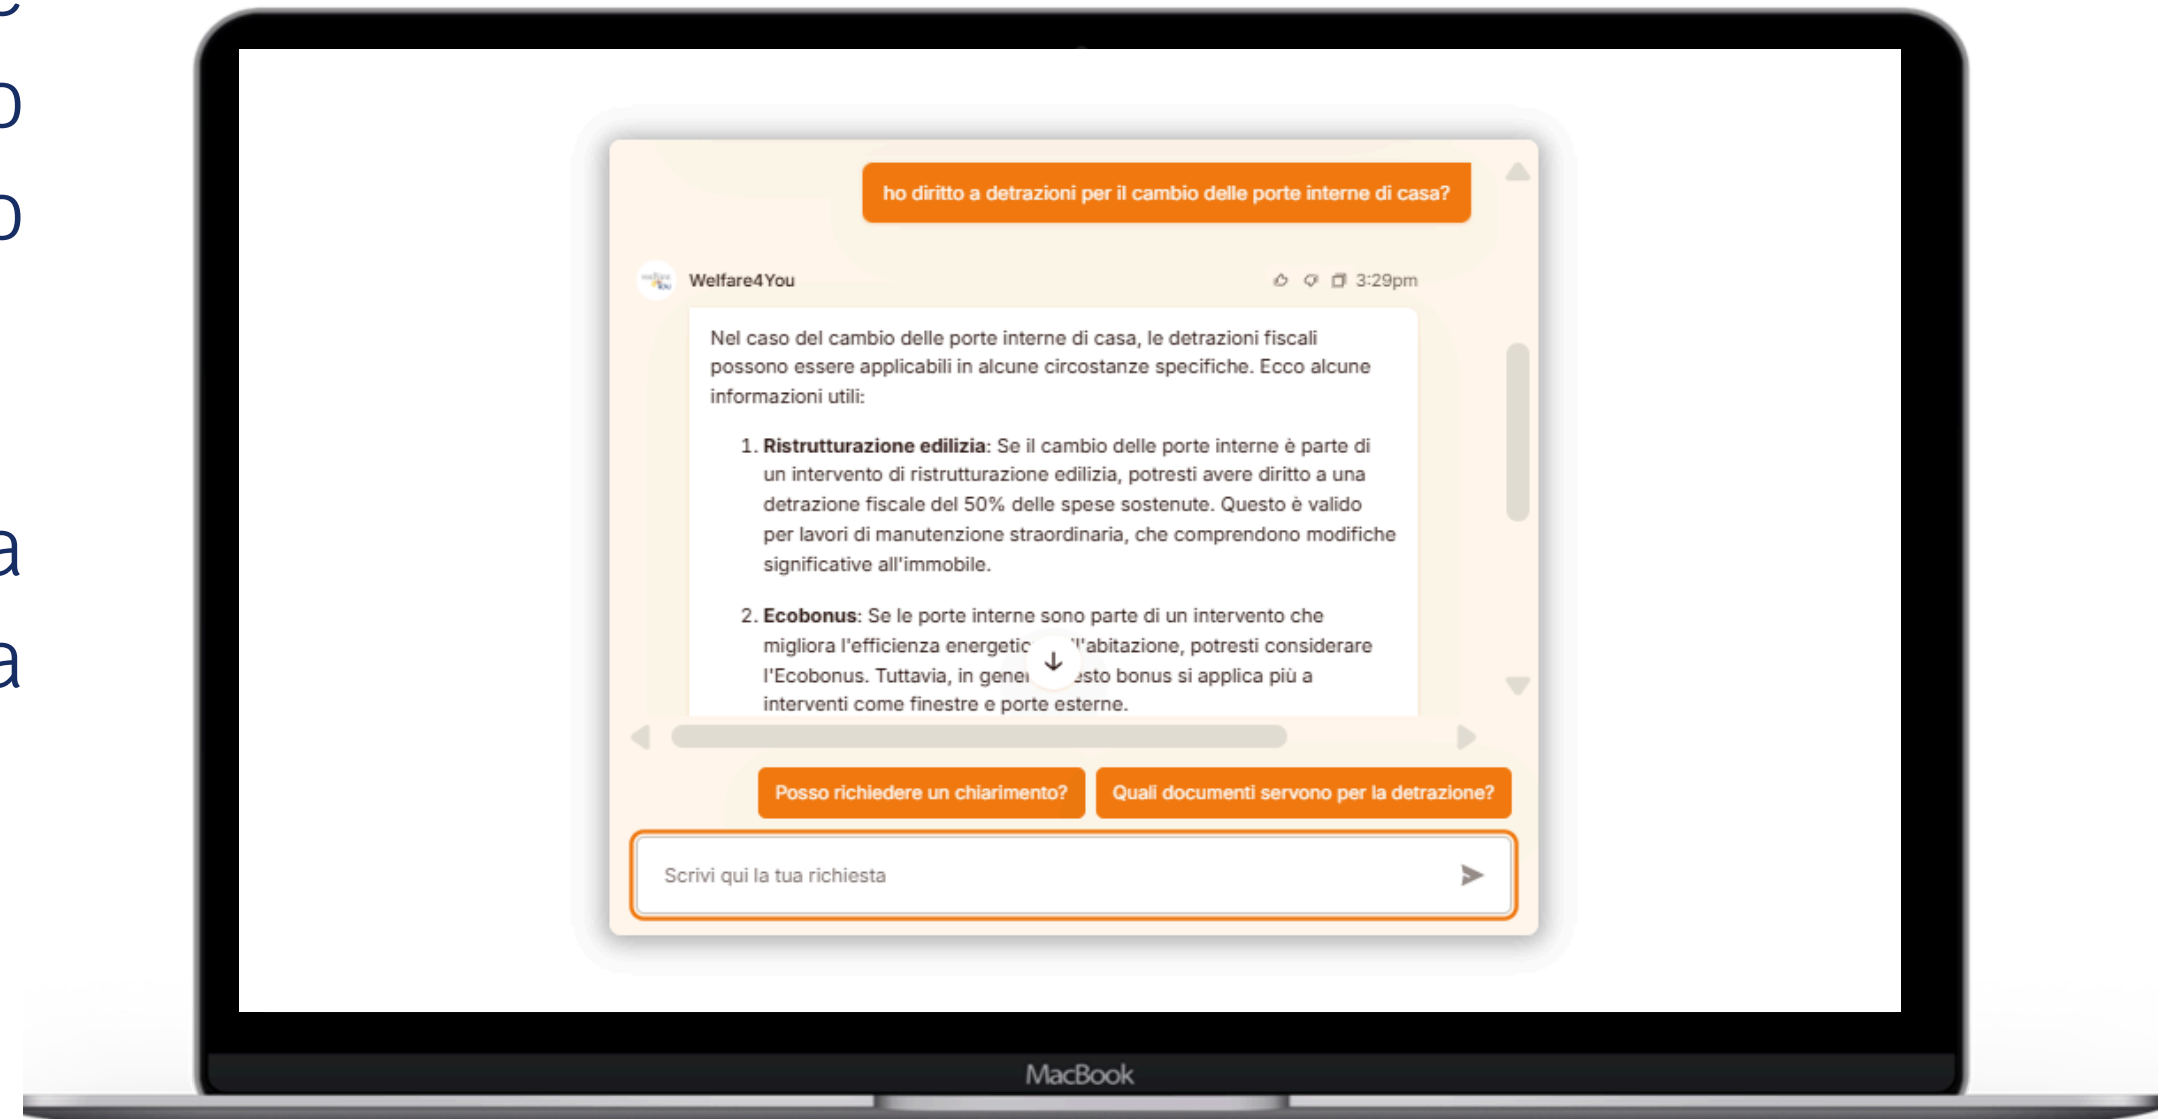 ho diritto a detrazioni per il cambio delle porte interne di casa?
Welfare4You
3:29pm
Nel caso del cambio delle porte interne di casa, le detrazioni fiscali
possono essere applicabili in alcune circostanze specifiche. Ecco alcune
informazioni utili:
1. Ristrutturazione edilizia: Se il cambio delle porte interne è parte di
un intervento di ristrutturazione edilizia, potresti avere diritto a una
detrazione fiscale del 50% delle spese sostenute. Questo è valido
per lavori di manutenzione straordinaria, che comprendono modifiche
significative all'immobile.
2. Ecobonus: Se le porte interne sono parte di un intervento che
migliora l'efficienza 'abitazione, potresti considerare
l'Ecobonus. Tuttavia, in bonus si applica più a
interventi come finestre e porte esterne.
Posso richiedere un chiarimento?
Quali documenti servono per la detrazione?
Scrivi qui la tua richiesta
MacBook